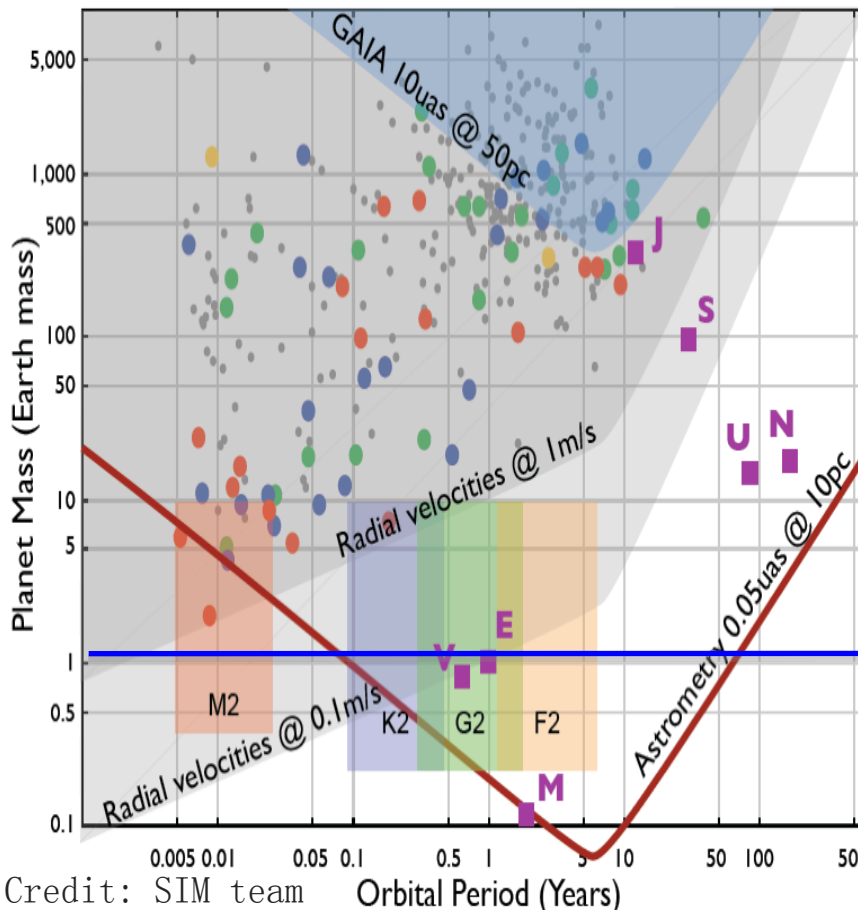 GAIA 10uas @ 50pc
5,000
1,000
500
100
50
10
5
1
0.5
0.1
Planet Mass (Earth mass)
J
S
U
N
Radial velocities @ 1m/s
E
V
M2
K2
G2
F2
M
Radial velocities @ 0.1m/s
Astrometry 0.05uas @ 10pc
0.005 0.01 0.05 0.1 0.5 1 5 10 50 100 50
Credit: SIM team
Orbital Period (Years)